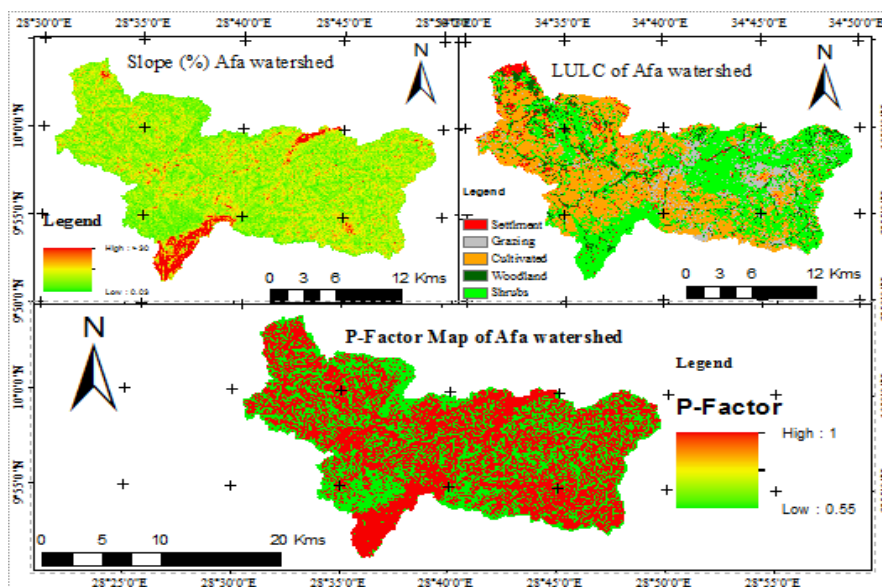 28°30'0"E 28°35'0"E 28°40'0"E 28°45'0"E
34°35'0"E 34°40'0"E 34°45'0"E 34°50'0"E
Slope (%) Afa watershed
N
10°0'0"N
9°55'0"N
9°50'0"N
Legend
Low : 0.03
0 3 6 12 Kms
LULC of Afa watershed
N
Legend
Settlment
Grazing
Cultivated
Woodland
Shrubs
0 3 6 12 Kms
P-Factor Map of Afa watershed
N
10°0'0"N
9°55'0"N
Legend
P-Factor
High : 1
Low : 0.55
0 5 10 20 Kms
28°25'0"E 28°30'0"E 28°35'0"E 28°40'0"E 28°45'0"E 28°50'0"E 28°55'0"E